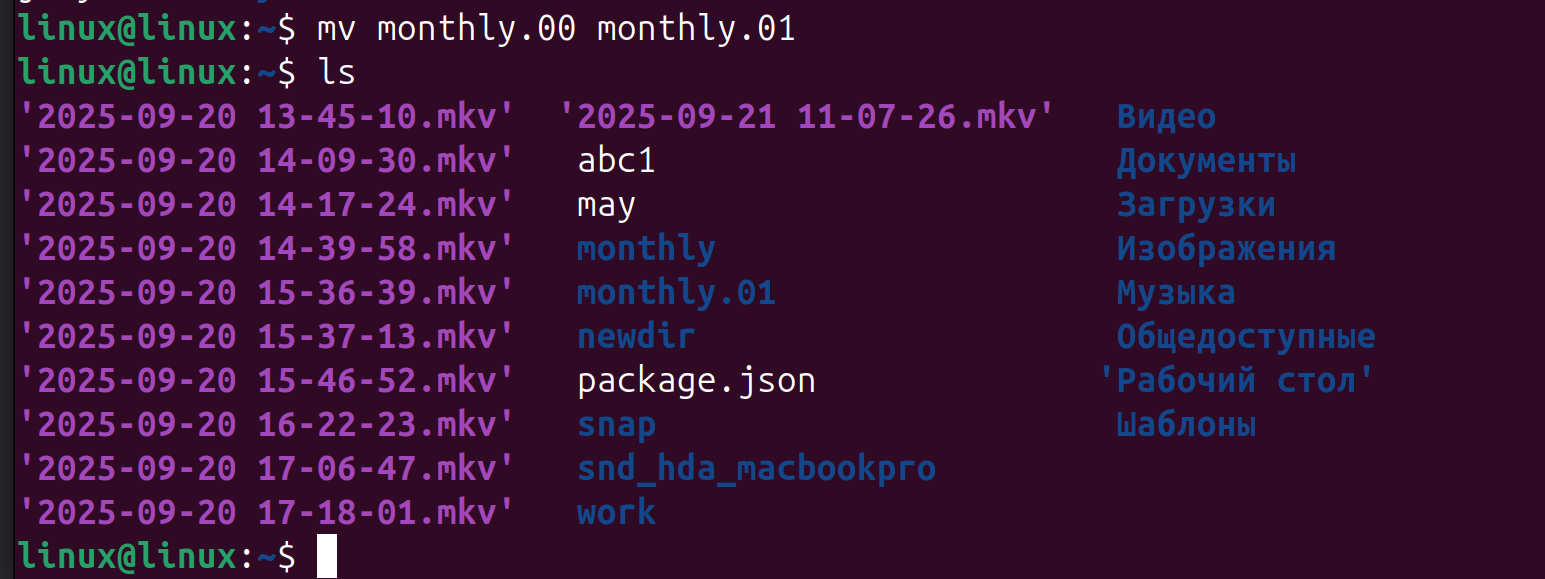 linux@linux:~$ mv monthly.00 monthly.01
linux@linux:~$ ls
'2025-09-20 13-45-10.mkv'  '2025-09-21 11-07-26.mkv'   Видео
'2025-09-20 14-09-30.mkv'   abc1                       Документы
'2025-09-20 14-17-24.mkv'   may                        Загрузки
'2025-09-20 14-39-58.mkv'   monthly                    Изображения
'2025-09-20 15-36-39.mkv'   monthly.01                 Музыка
'2025-09-20 15-37-13.mkv'   newdir                     Общедоступные
'2025-09-20 15-46-52.mkv'   package.json              'Рабочий стол'
'2025-09-20 16-22-23.mkv'   snap                       Шаблоны
'2025-09-20 17-06-47.mkv'   snd_hda_macbookpro
'2025-09-20 17-18-01.mkv'   work
linux@linux:~$